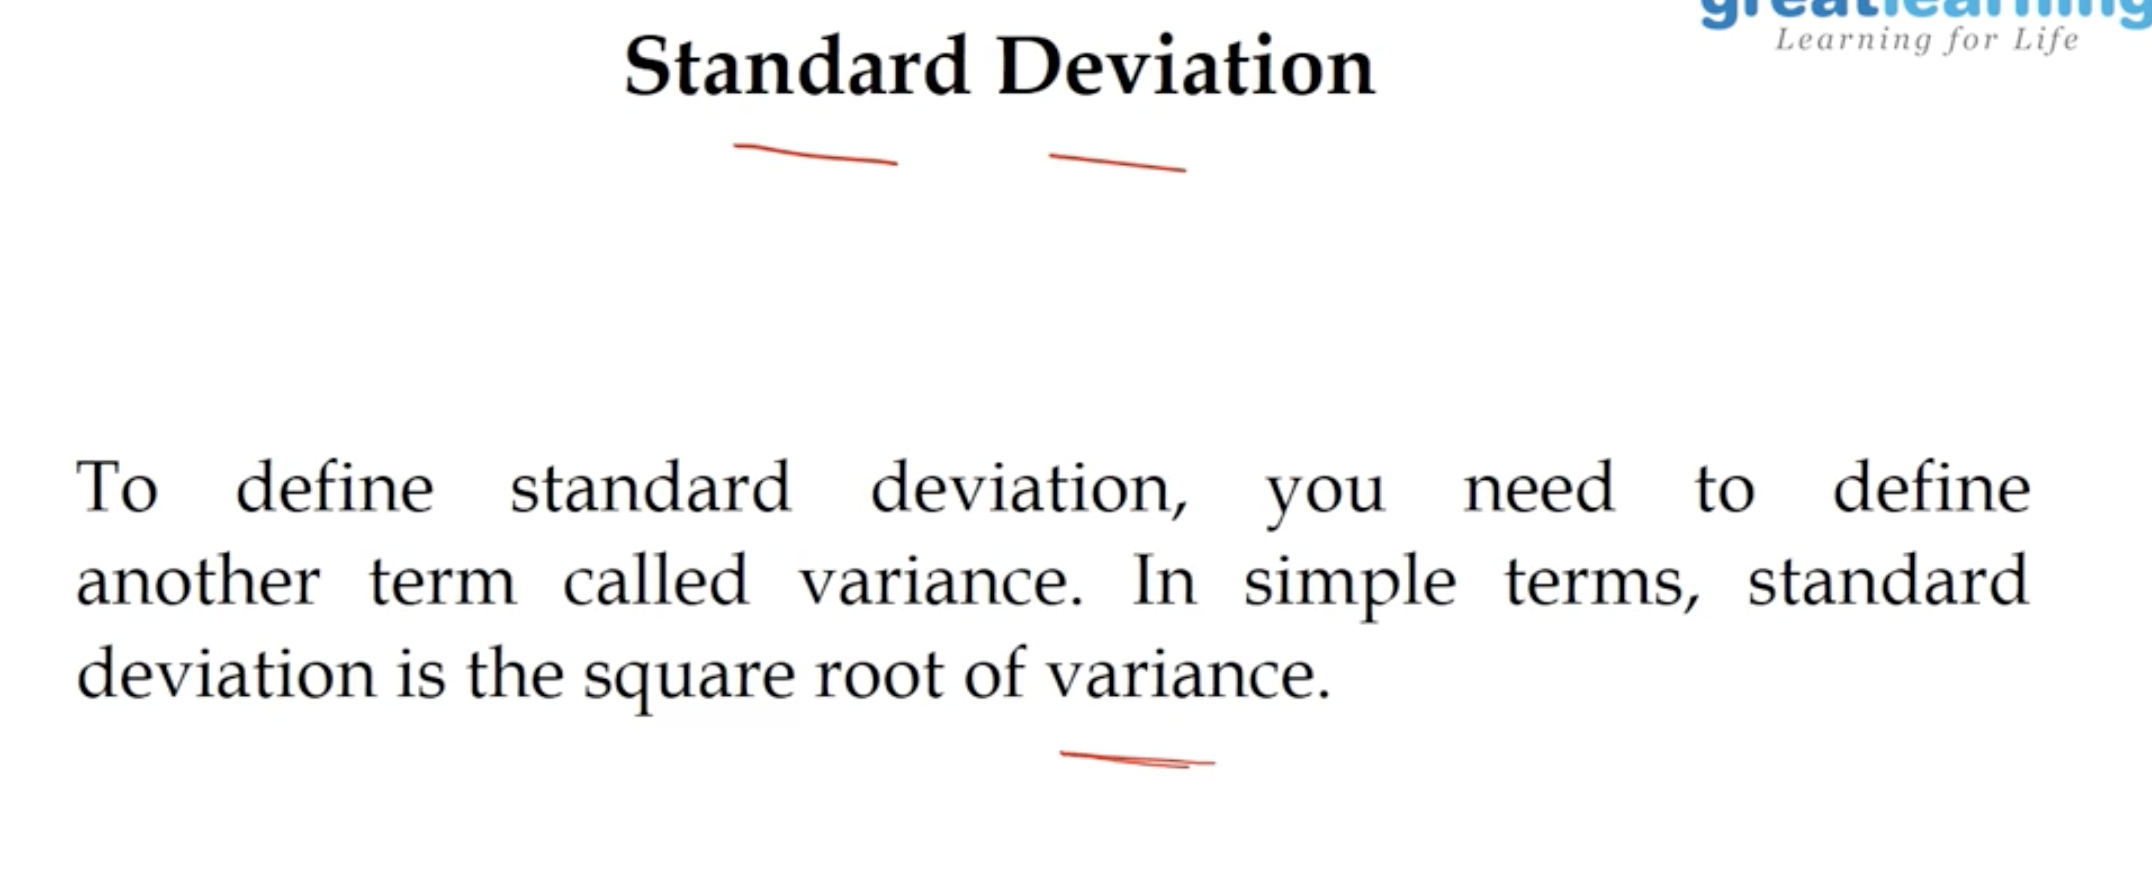 greatlearning
Learning for Life
Standard Deviation
To define standard deviation, you need to define
another term called variance. In simple terms, standard
deviation is the square root of variance.